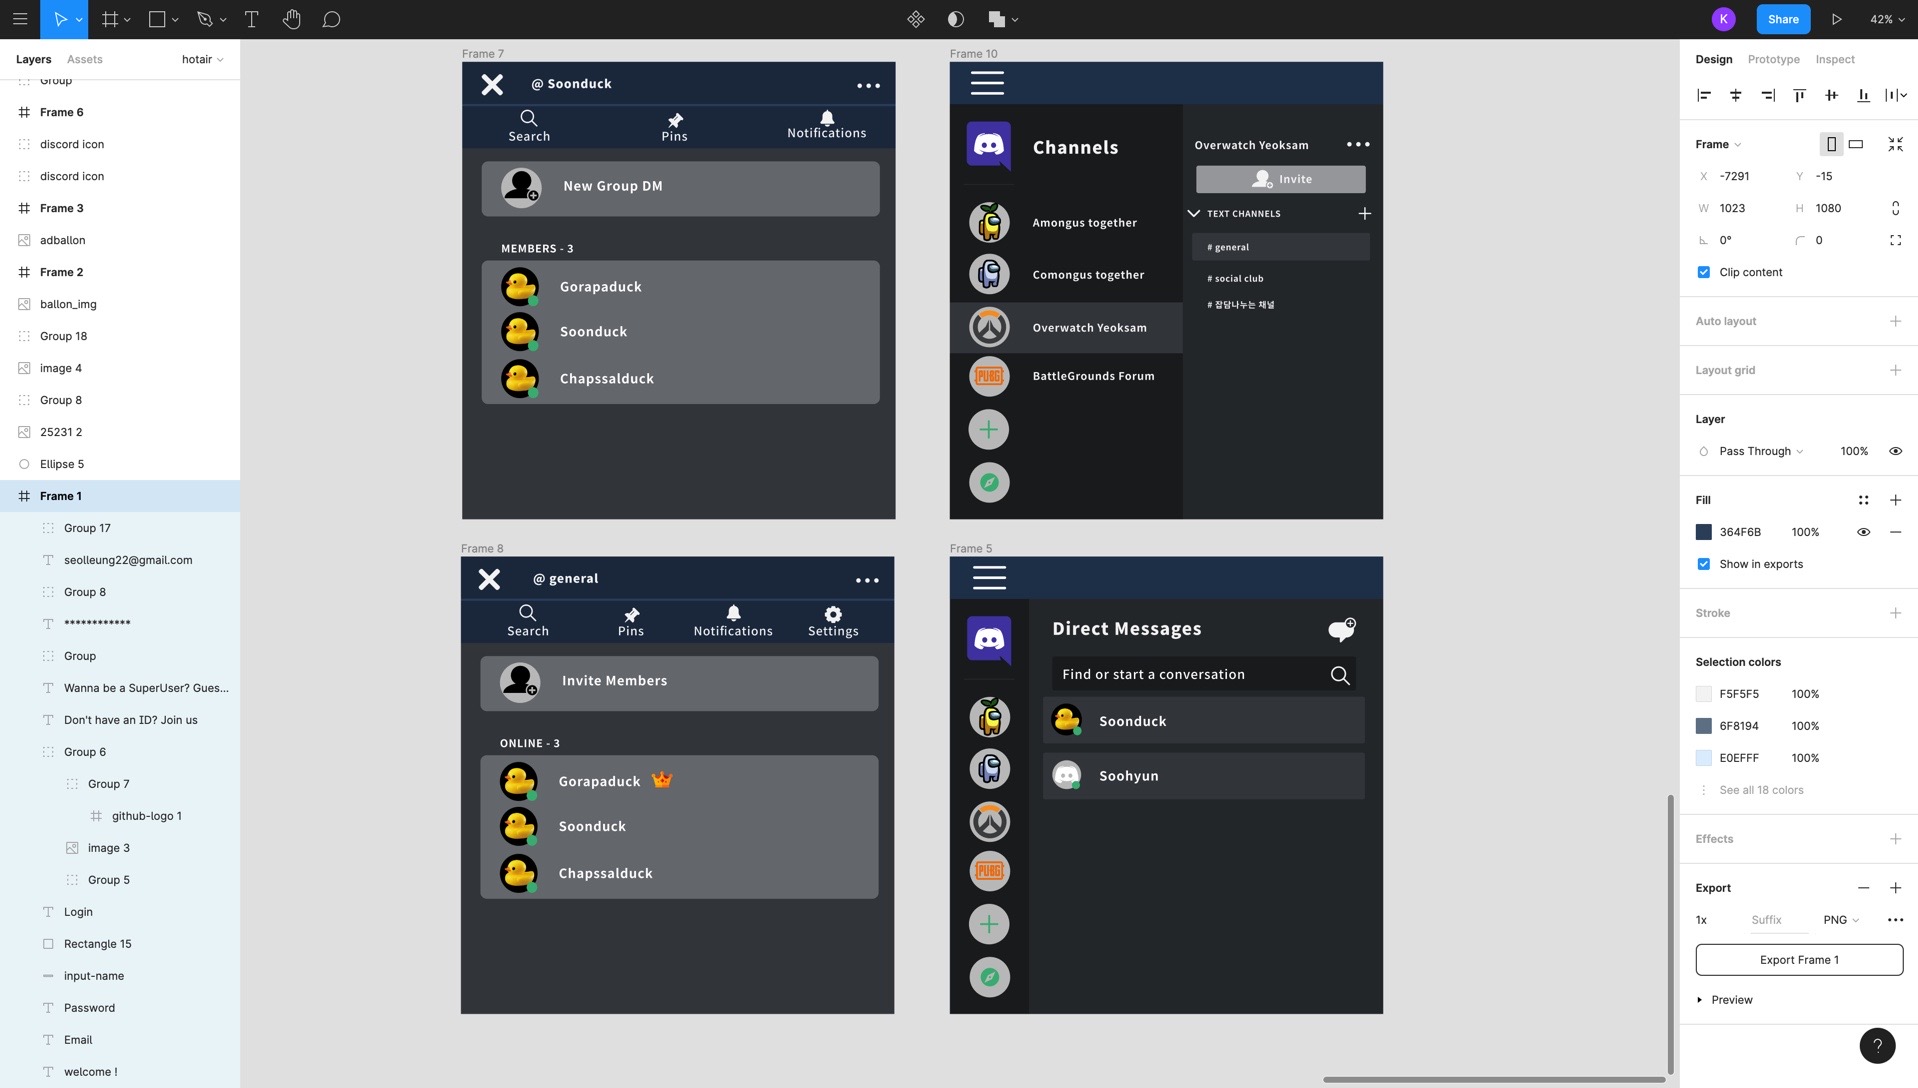 K
Share
42%
Layers
Assets
hotair
Group
Frame 6
discord icon
discord icon
Frame 3
adballon
Frame 2
ballon_img
Group 18
image 4
Group 8
25231 2
Ellipse 5
Frame 1
Group 17
seolleung22@gmail.com
Group 8
************
Group
Wanna be a SuperUser? Gues...
Don't have an ID? Join us
Group 6
Group 7
github-logo 1
image 3
Group 5
Login
Rectangle 15
input-name
Password
Email
welcome !
Frame 7
@ Soonduck
Search
Pins
Notifications
New Group DM
MEMBERS - 3
Gorapaduck
Soonduck
Chapssalduck
Frame 10
Channels
Amongus together
Comongus together
Overwatch Yeoksam
PUBG
BattleGrounds Forum
Overwatch Yeoksam
Invite
TEXT CHANNELS
# general
# social club
# 잡담나누는 채널
Frame 8
@ general
Search
Pins
Notifications
Settings
Invite Members
ONLINE - 3
Gorapaduck
Soonduck
Chapssalduck
Frame 5
Direct Messages
Find or start a conversation
Soonduck
Soohyun
PUBG
Design
Prototype
Inspect
Frame
X -7291
Y -15
W 1023
H 1080
0°
0
Clip content
Auto layout
Layout grid
Layer
Pass Through
100%
Fill
364F6B 100%
Show in exports
Stroke
Selection colors
F5F5F5 100%
6F8194 100%
E0EFFF 100%
See all 18 colors
Effects
Export
1x
Suffix
PNG
Export Frame 1
Preview
?